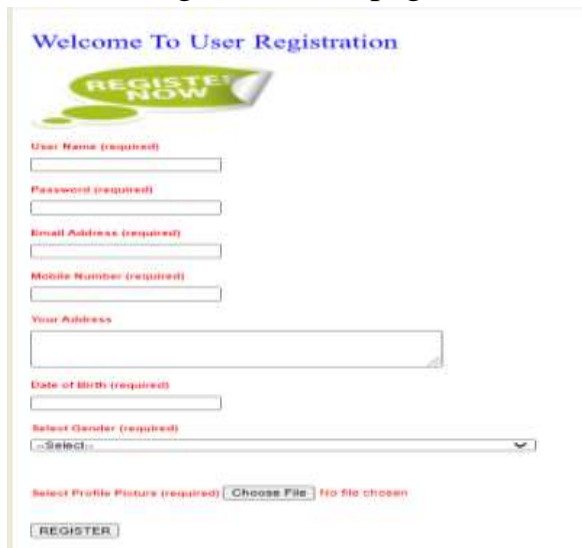 Welcome To User Registration
REGISTER
NOW
User Name (required)
Password (required)
Email Address (required)
Mobile Number (required)
Your Address
Date of Birth (required)
Select Gender (required)
--Select--
Select Profile Picture (required) Choose File No file chosen
REGISTER